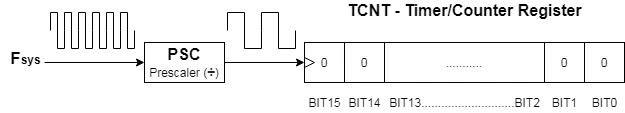 TCNT - Timer/Counter Register
Fsys
PSC
Prescaler (÷)
0 0 ........... 0 0
BIT15 BIT14 BIT13............................BIT2 BIT1 BIT0